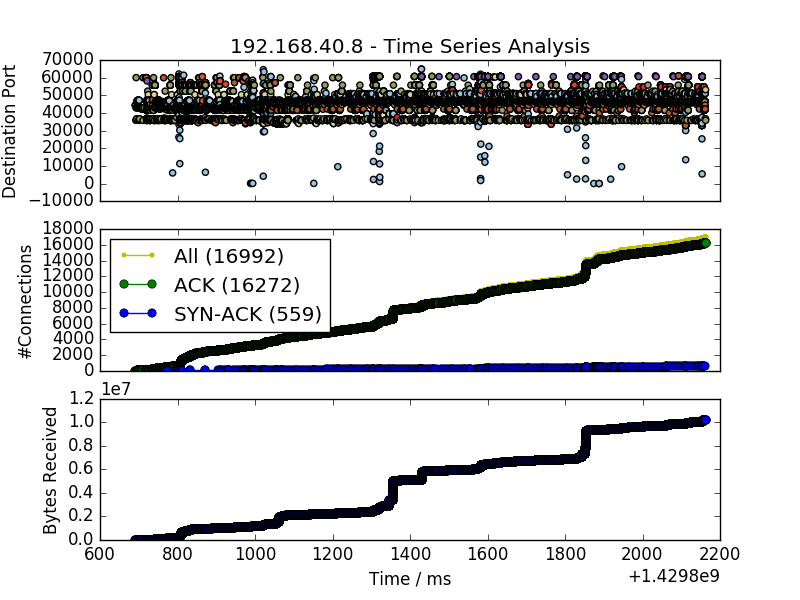 192.168.40.8 - Time Series Analysis
70000
60000
50000
40000
30000
20000
10000
0
−10000
Destination Port
18000
16000
14000
12000
10000
8000
6000
4000
2000
0
#Connections
All (16992)
ACK (16272)
SYN-ACK (559)
1e7
1.2
1.0
0.8
0.6
0.4
0.2
0.0
Bytes Received
600 800 1000 1200 1400 1600 1800 2000 2200
Time / ms
+1.4298e9